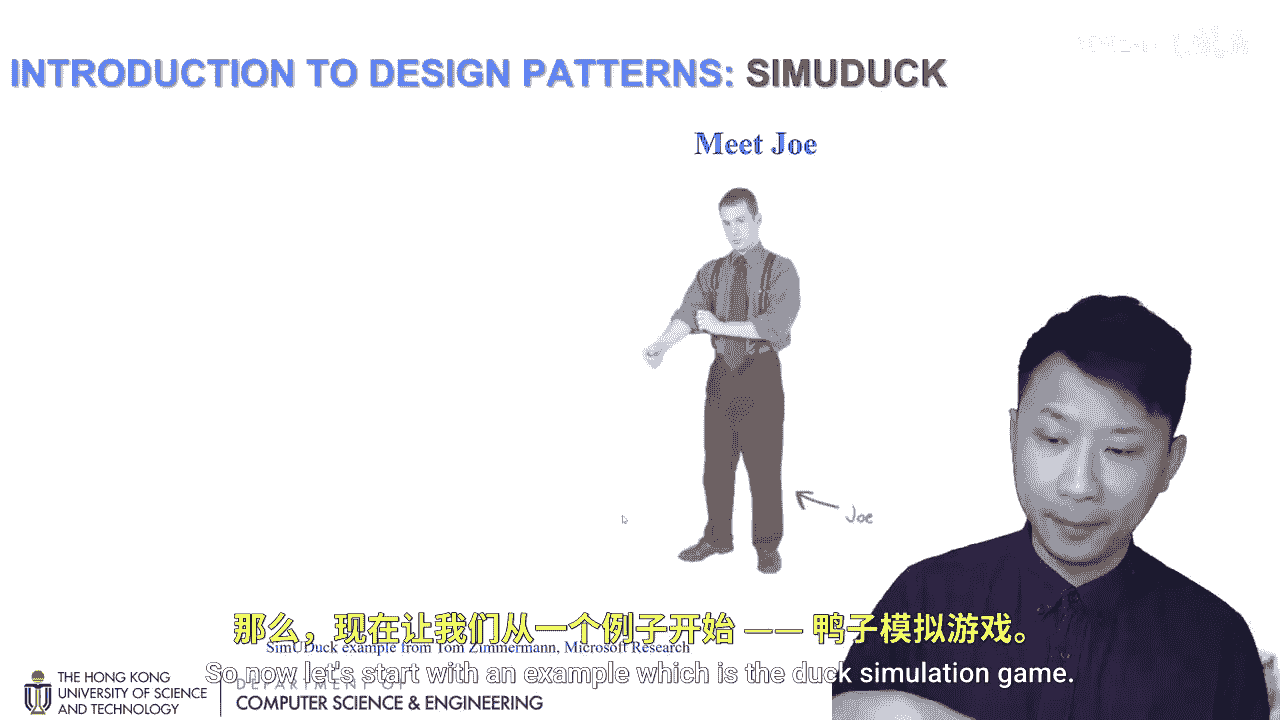 INTRODUCTION TO DESIGN PATTERNS: SIMUDUCK
Meet Joe
Joe
那么，现在让我们从一个例子开始 —— 鸭子模拟游戏。
SimUDuck example from Tom Zimmermann, Microsoft Research
So now let's start with an example which is the duck simulation game.
THE HONG KONG
UNIVERSITY OF SCIENCE
AND TECHNOLOGY
DEPARTMENT OF
COMPUTER SCIENCE & ENGINEERING